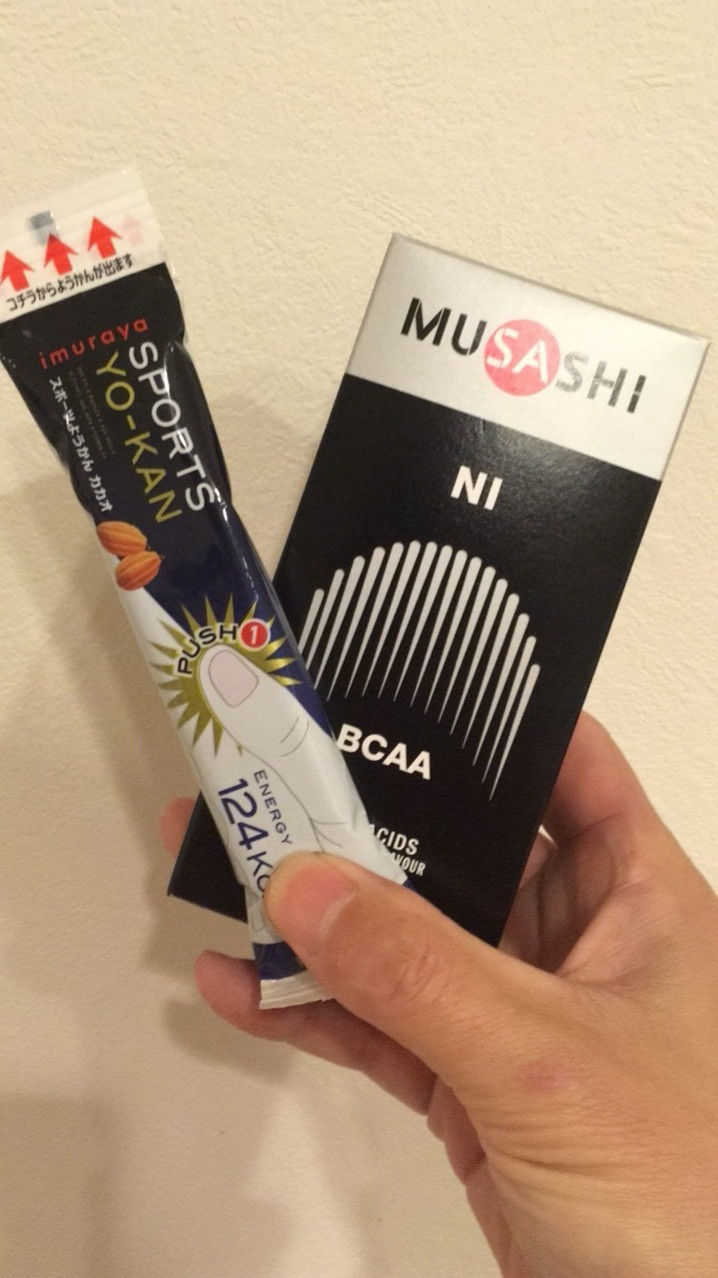 コチラからようかんが出ます
imuraya
SPORTS
YO-KAN
スポーツようかん カカオ
PUSH 1
ENERGY
124
MUSASHI
NI
BCAA